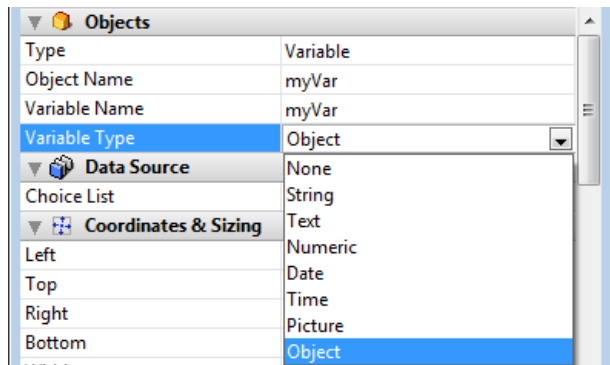 Objects
Type Variable
Object Name myVar
Variable Name myVar
Variable Type Object
Data Source None
Choice List String
Coordinates & Sizing Text
Left Numeric
Top Date
Right Time
Bottom Picture
Object